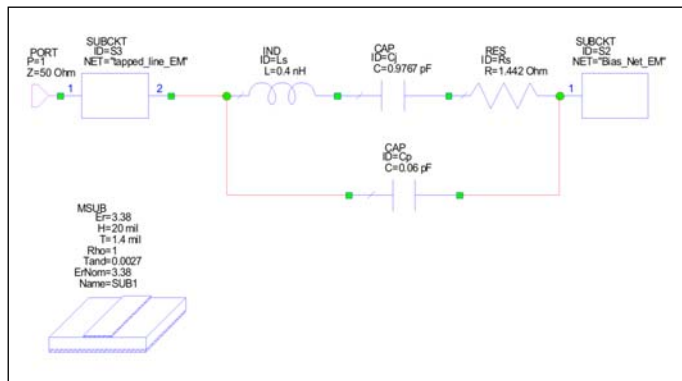 PORT
P=1
Z=50 Ohm
SUBCKT
ID=S3
NET="tapped_line_EM"
1
2
IND
ID=Ls
L=0.4 nH
CAP
ID=Cj
C=0.9767 pF
RES
ID=Rs
R=1.442 Ohm
SUBCKT
ID=S2
NET="Bias_Net_EM"
1
CAP
ID=Cp
C=0.06 pF
MSUB
Er=3.38
H=20 mil
T=1.4 mil
Rho=1
Tand=0.0027
ErNom=3.38
Name=SUB1